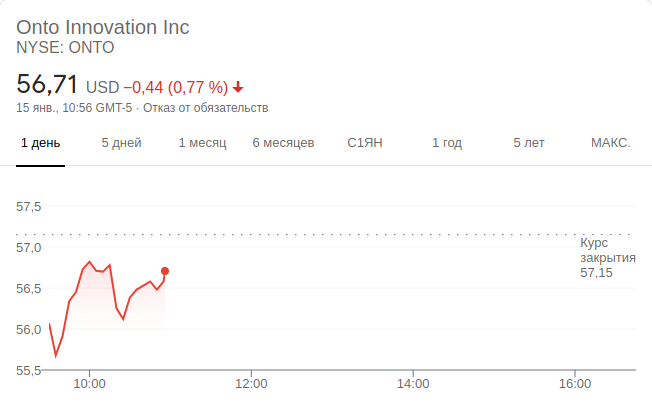 Onto Innovation Inc
NYSE: ONTO
56,71 USD −0,44 (0,77 %)
15 янв., 10:56 GMT-5 · Отказ от обязательств
1 день 5 дней 1 месяц 6 месяцев С1ЯН 1 год 5 лет МАКС.
57,5
57,0
56,5
56,0
55,5
Курс
закрытия
57,15
10:00 12:00 14:00 16:00